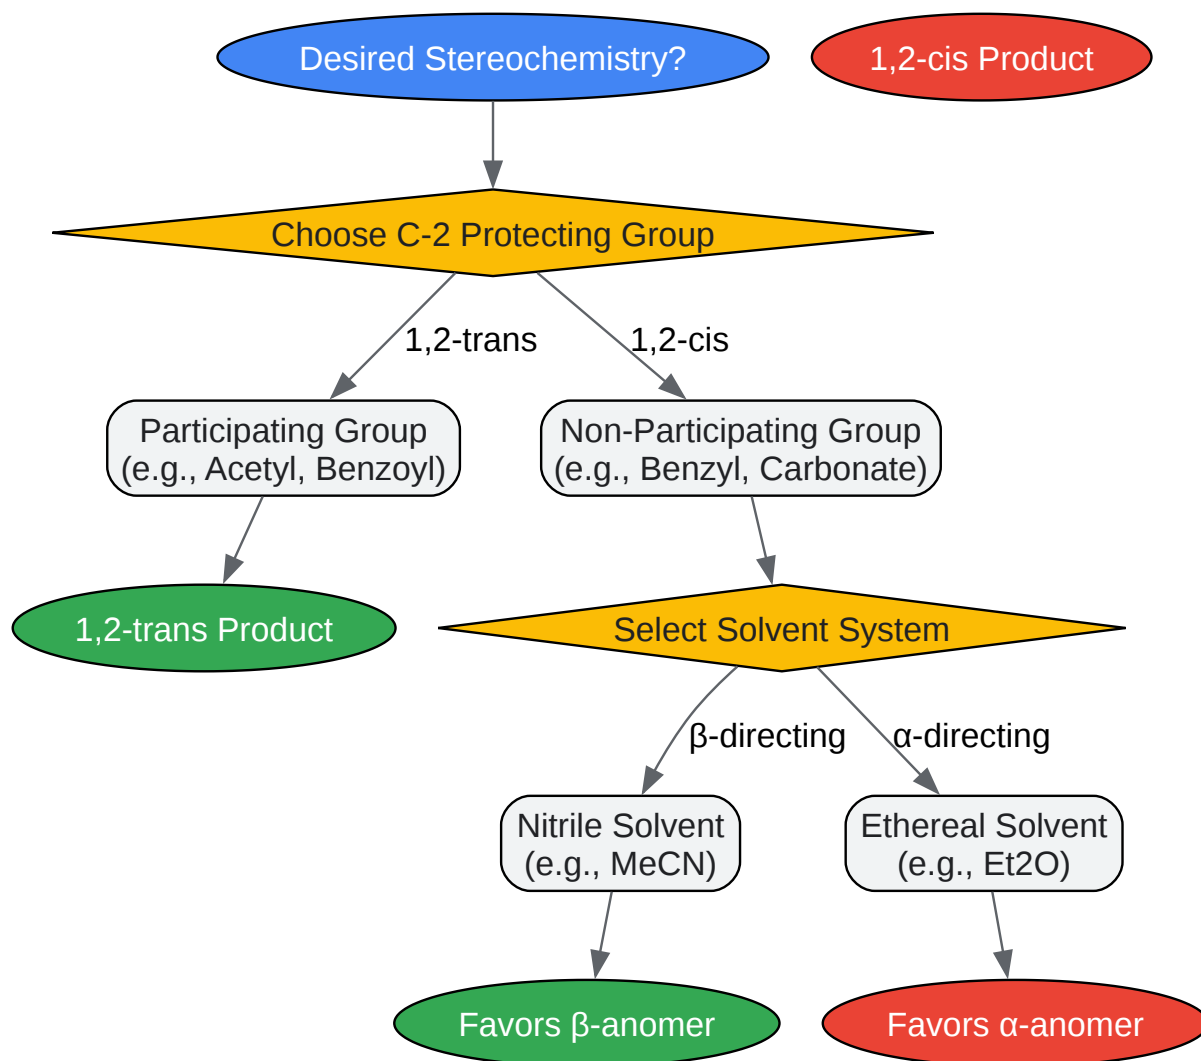 Desired Stereochemistry?
1,2-cis Product
Choose C-2 Protecting Group
1,2-trans
1,2-cis
Participating Group
(e.g., Acetyl, Benzoyl)
Non-Participating Group
(e.g., Benzyl, Carbonate)
1,2-trans Product
Select Solvent System
β-directing
α-directing
Nitrile Solvent
(e.g., MeCN)
Ethereal Solvent
(e.g., Et2O)
Favors β-anomer
Favors α-anomer